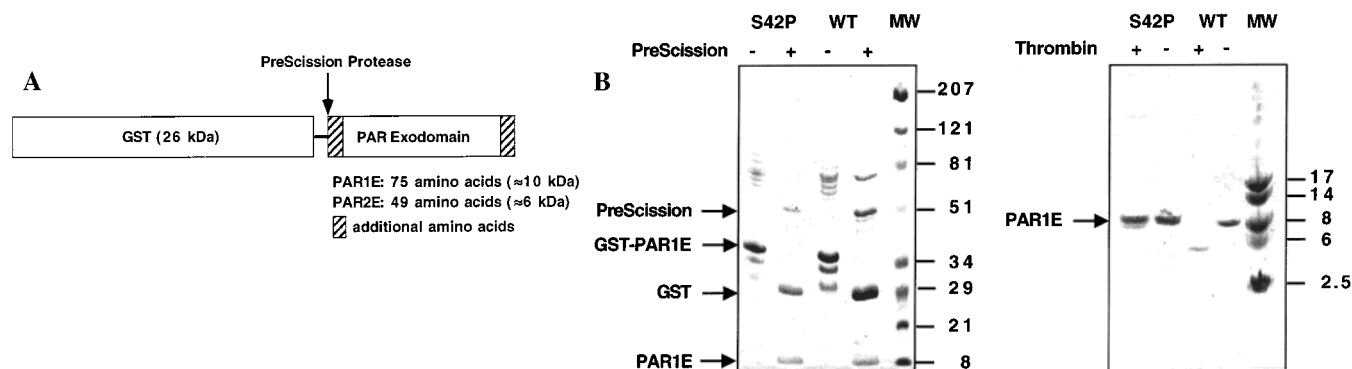 A
PreScission Protease
GST (26 kDa)
PAR Exodomain
PAR1E: 75 amino acids (≈10 kDa)
PAR2E: 49 amino acids (≈6 kDa)
additional amino acids
B
S42P WT MW
PreScission - + - +
207
121
81
51
34
29
21
8
PreScission
GST-PAR1E
GST
PAR1E
S42P WT MW
Thrombin + - + -
17
14
8
6
2.5
PAR1E